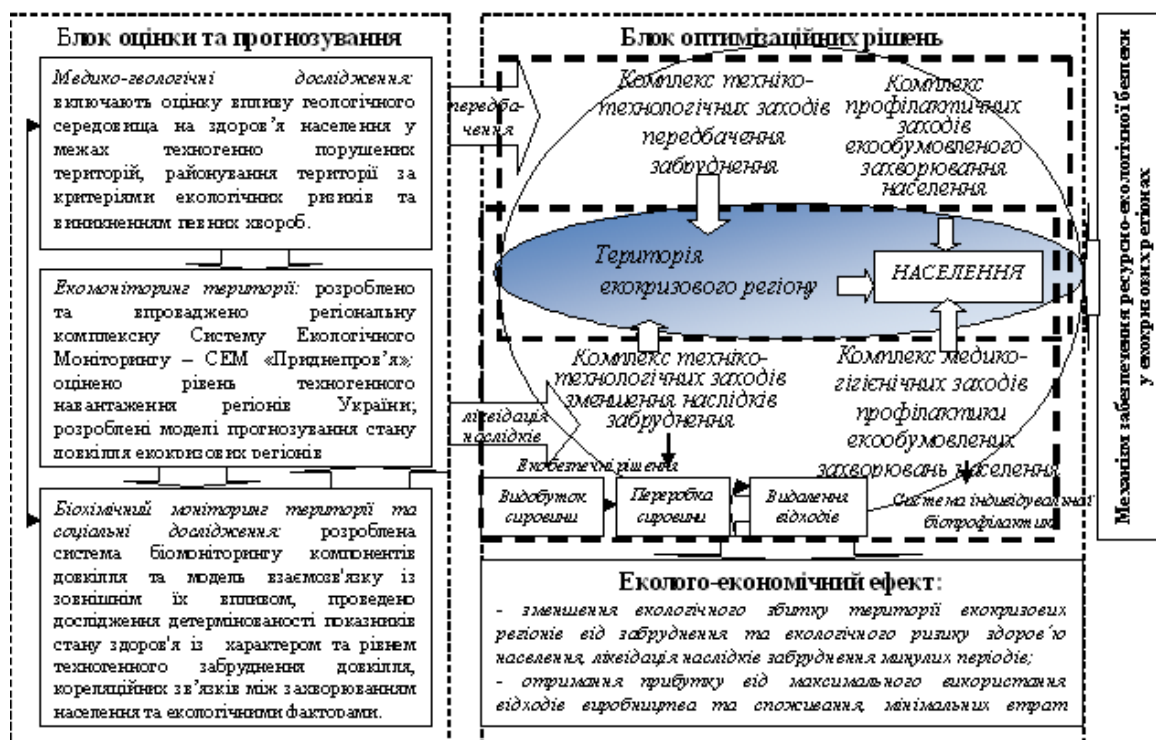 Блок оцінки та прогнозування
Медико-геологічні дослідження:
включають оцінку впливу геологічного
середовища на здоров’я населення у
межах техногенно порушених
територій, районування території за
критеріями екологічних ризиків та
виникненням певних хвороб.
Екомоніторинг території: розроблено
та впроваджено регіональну
комплексну Систему Екологічного
Моніторингу – СЕМ «Придніпров’я»;
оцінено рівень техногенного
навантаження регіонів України;
розроблені моделі прогнозування стану
довкілля екокризових регіонів
Біохімічний моніторинг території та
соціальні дослідження: розроблена
система біомоніторингу компонентів
довкілля та модель взаємозв'язку із
зовнішнім їх впливом, проведено
дослідження детермінованості показників
стану здоров'я із характером та рівнем
техногенного забруднення довкілля,
кореляційних зв’язків між захворюванням
населення та екологічними факторами.
передба-
чення
ліквідація
наслідків
Блок оптимізаційних рішень
Комплекс техніко-
технологічних заходів
передбачення
забруднення
Комплекс
профілактичних
заходів
екообумовленого
захворювання
населення
Територія
екокризового регіону
НАСЕЛЕННЯ
Комплекс техніко-
технологічних заходів
зменшення наслідків
забруднення
Комплекс медико-
гігієнічних заходів
профілактики
екообумовлених
захворювань населення
Екобезпечні рішення
Видобуток
сировини
Переробка
сировини
Видалення
відходів
Система індивідуальної
біопрофілактики
Еколого-економічний ефект:
- зменшення екологічного збитку території екокризових
регіонів від забруднення та екологічного ризику здоров´ю
населення, ліквідація наслідків забруднення минулих періодів;
- отримання прибутку від максимального використання
відходів виробництва та споживання, мінімальних втрат
Механізм забезпечення ресурсно-екологічної безпеки
у екокризових регіонах